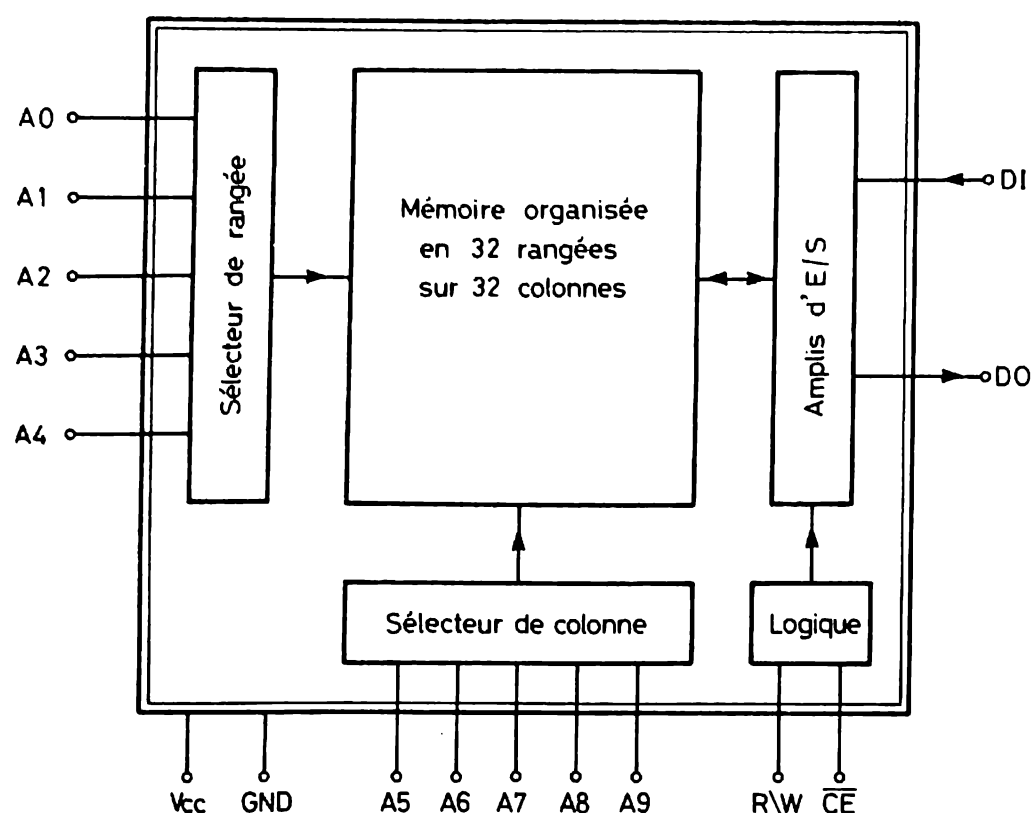 A0
A1
A2
A3
A4
Sélecteur de rangée
Mémoire organisée
en 32 rangées
sur 32 colonnes
Amplis d'E/S
DI
DO
Sélecteur de colonne
Logique
Vcc
GND
A5
A6
A7
A8
A9
R\W
C̅E̅